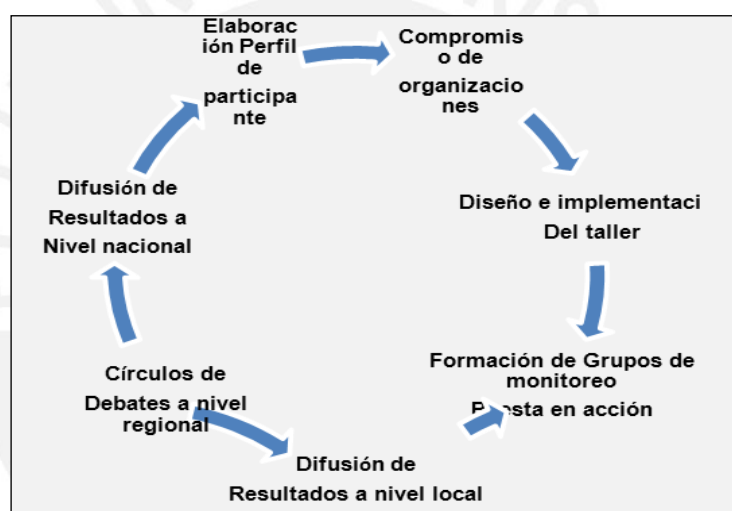 Elaborac
ión Perfil
de
participa
nte
Compromis
o de
organizacio
nes
Diseño e implementaci
Del taller
Formación de Grupos de
monitoreo
en acción
Difusión de
Resultados a nivel local
Círculos de
Debates a nivel
regional
Difusión de
Resultados a
Nivel nacional